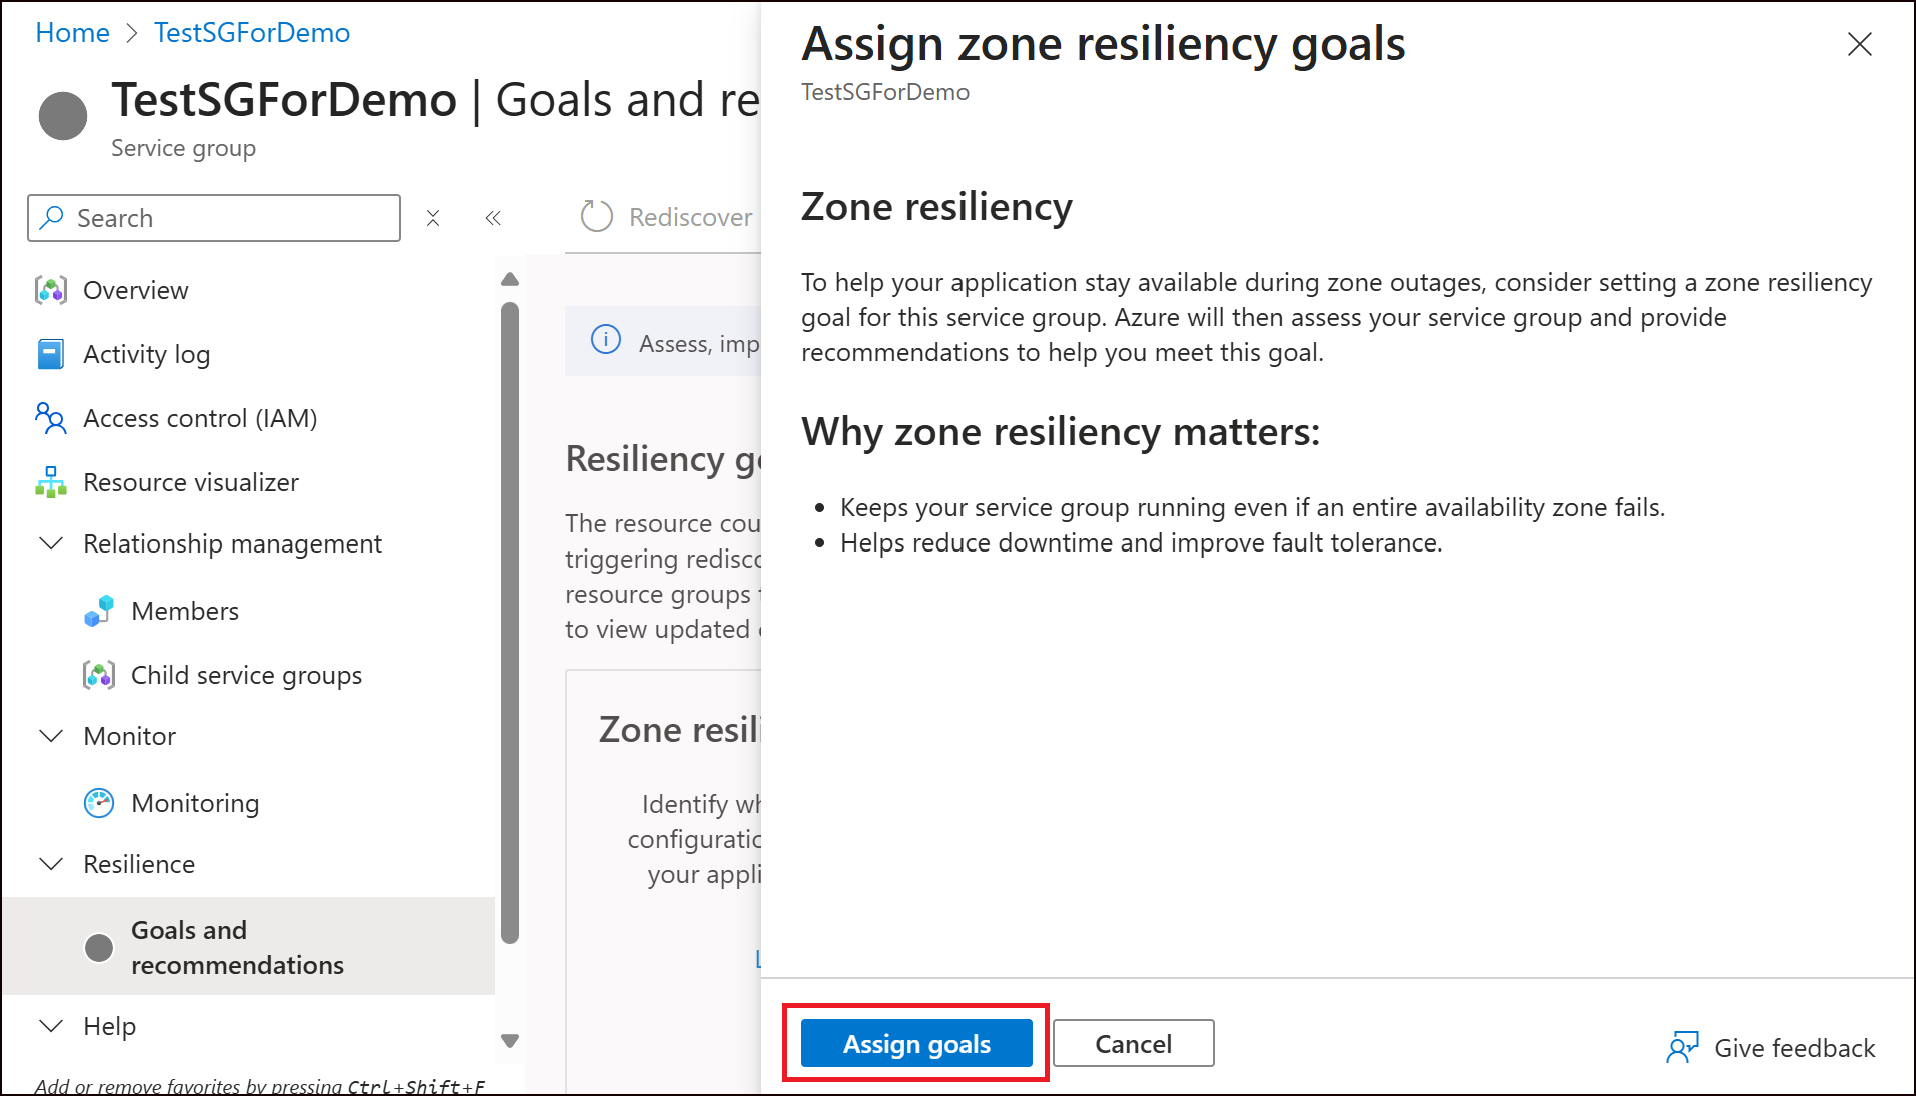 Home > TestSGForDemo
TestSGForDemo | Goals and re
Service group
Search
Rediscover
Overview
Activity log
Access control (IAM)
Resource visualizer
Relationship management
Members
Child service groups
Monitor
Monitoring
Resilience
Goals and
recommendations
Help
Add or remove favorites by pressing Ctrl+Shift+F
Assess, imp
Resiliency go
The resource cou
triggering redisco
resource groups
to view updated
Zone resili
Identify wh
configuratio
your appli
L
Assign zone resiliency goals
TestSGForDemo
Zone resiliency
To help your application stay available during zone outages, consider setting a zone resiliency
goal for this service group. Azure will then assess your service group and provide
recommendations to help you meet this goal.
Why zone resiliency matters:
• Keeps your service group running even if an entire availability zone fails.
• Helps reduce downtime and improve fault tolerance.
Assign goals
Cancel
Give feedback